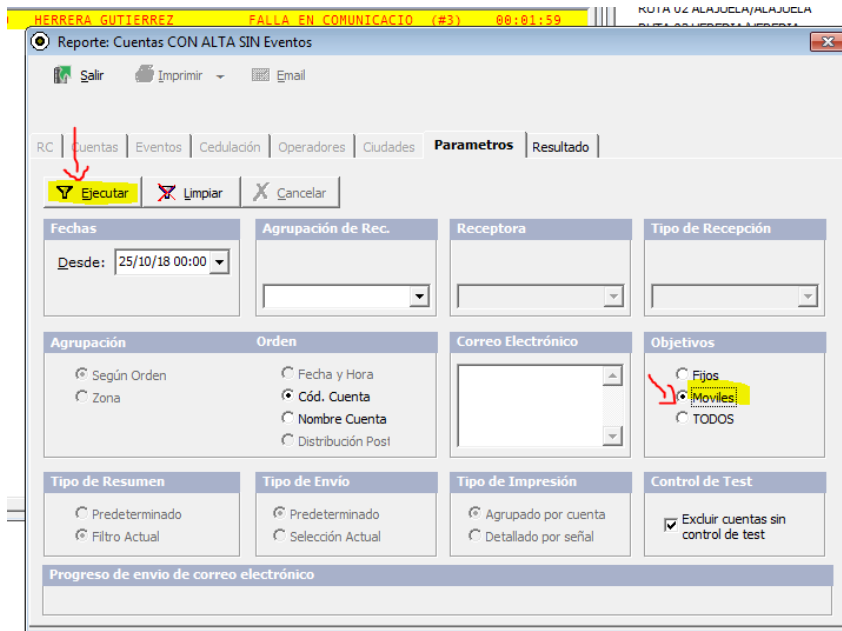 HERRERA GUTIERREZ FALLA EN COMUNICACIO (#3) 00:01:59
RUTA 02 ALAJUELA/ALAJUELA
RUTA 03 HEREDIA/HEREDIA
Reporte: Cuentas CON ALTA SIN Eventos
Salir Imprimir Email
RC Cuentas Eventos Cedulación Operadores Ciudades Parametros Resultado
Ejecutar Limpiar Cancelar
Fechas Agrupación de Rec. Receptora Tipo de Recepción
Desde: 25/10/18 00:00
Agrupación Orden Correo Electrónico Objetivos
Según Orden Fecha y Hora Fijos
Zona Cód. Cuenta Moviles
Nombre Cuenta TODOS
Distribución Post
Tipo de Resumen Tipo de Envío Tipo de Impresión Control de Test
Predeterminado Predeterminado Agrupado por cuenta Excluir cuentas sin
Filtro Actual Selección Actual Detallado por señal control de test
Progreso de envio de correo electrónico